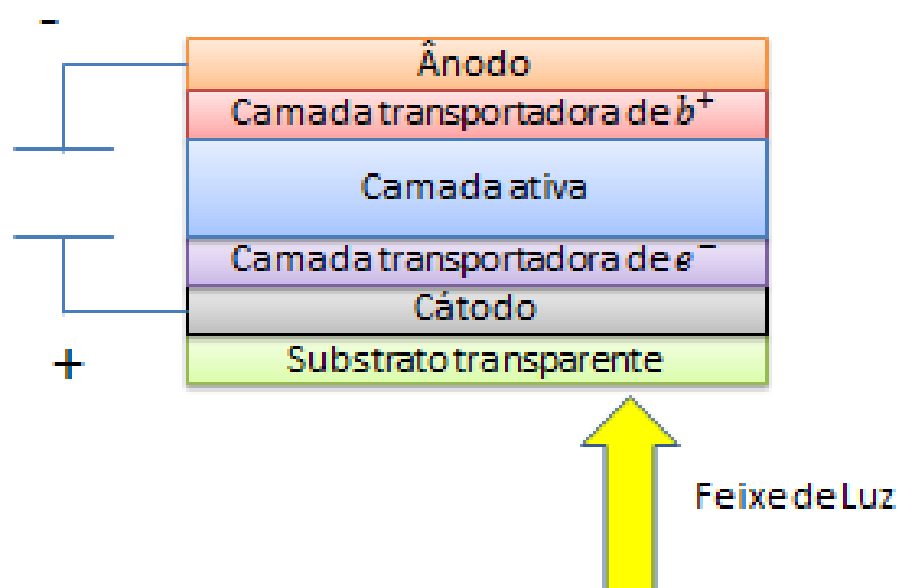 -
Ânodo
Camada transportadora de b⁺
Camada ativa
Camada transportadora de e⁻
Cátodo
+
Substrato transparente
Feixe de Luz